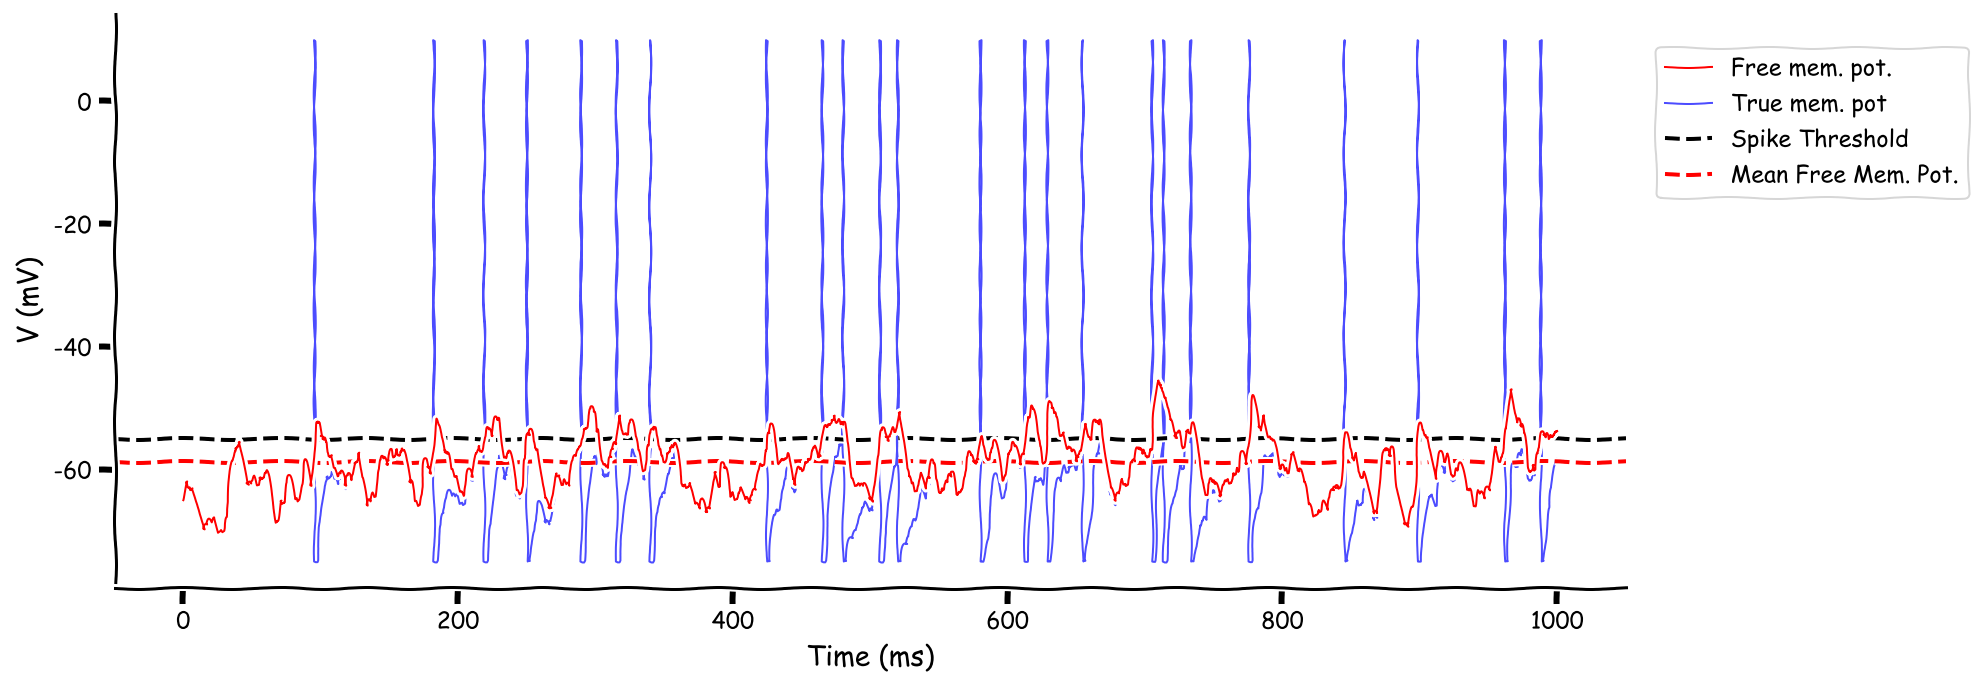 0
-20
-40
-60
V (mV)
0 200 400 600 800 1000
Time (ms)
Free mem. pot.
True mem. pot
Spike Threshold
Mean Free Mem. Pot.